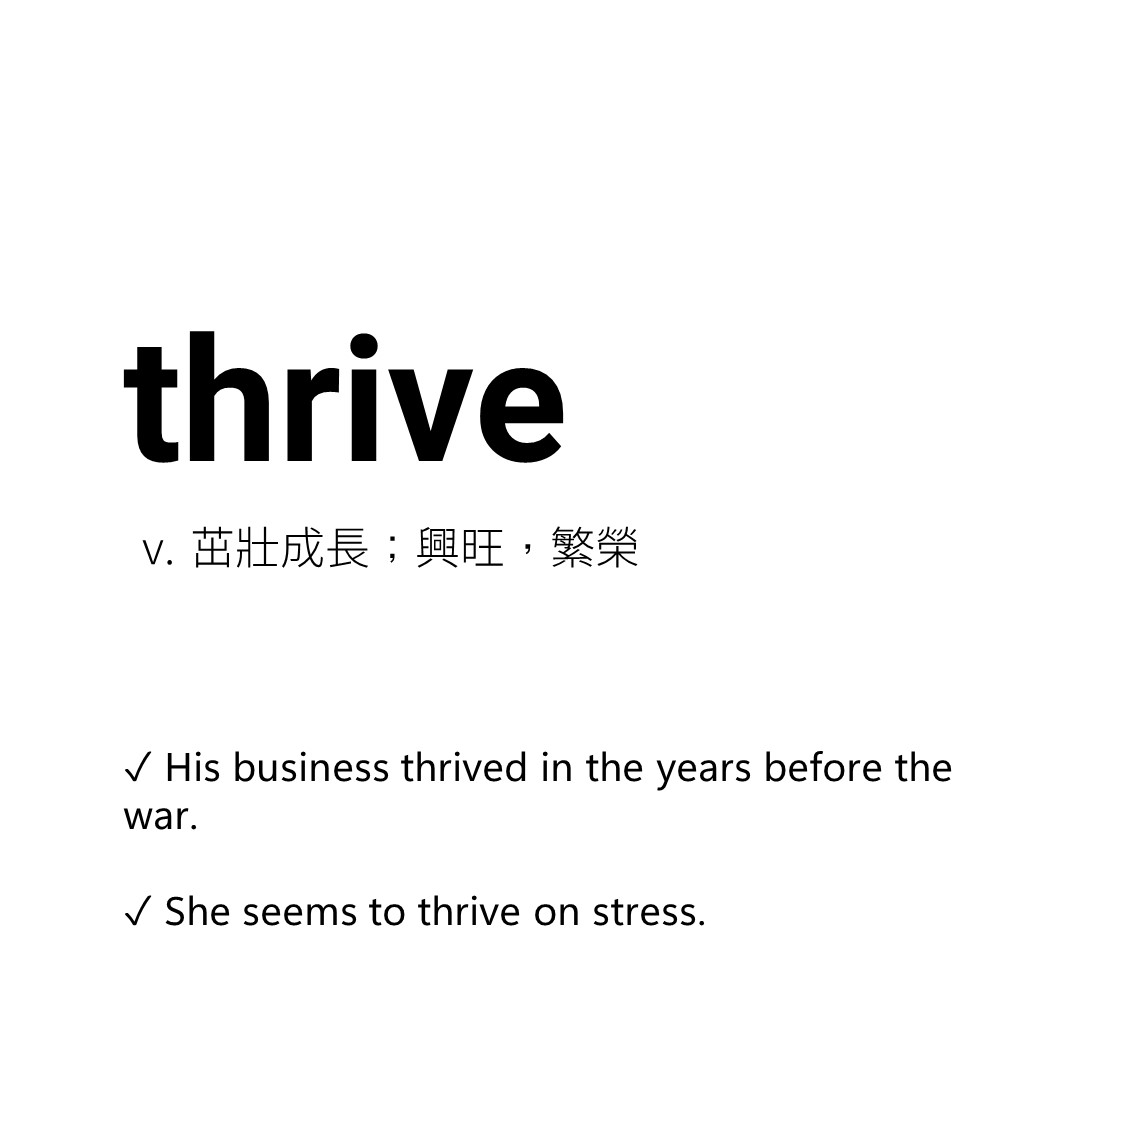 thrive
v. 茁壯成長；興旺，繁榮
✓ His business thrived in the years before the
war.
✓ She seems to thrive on stress.